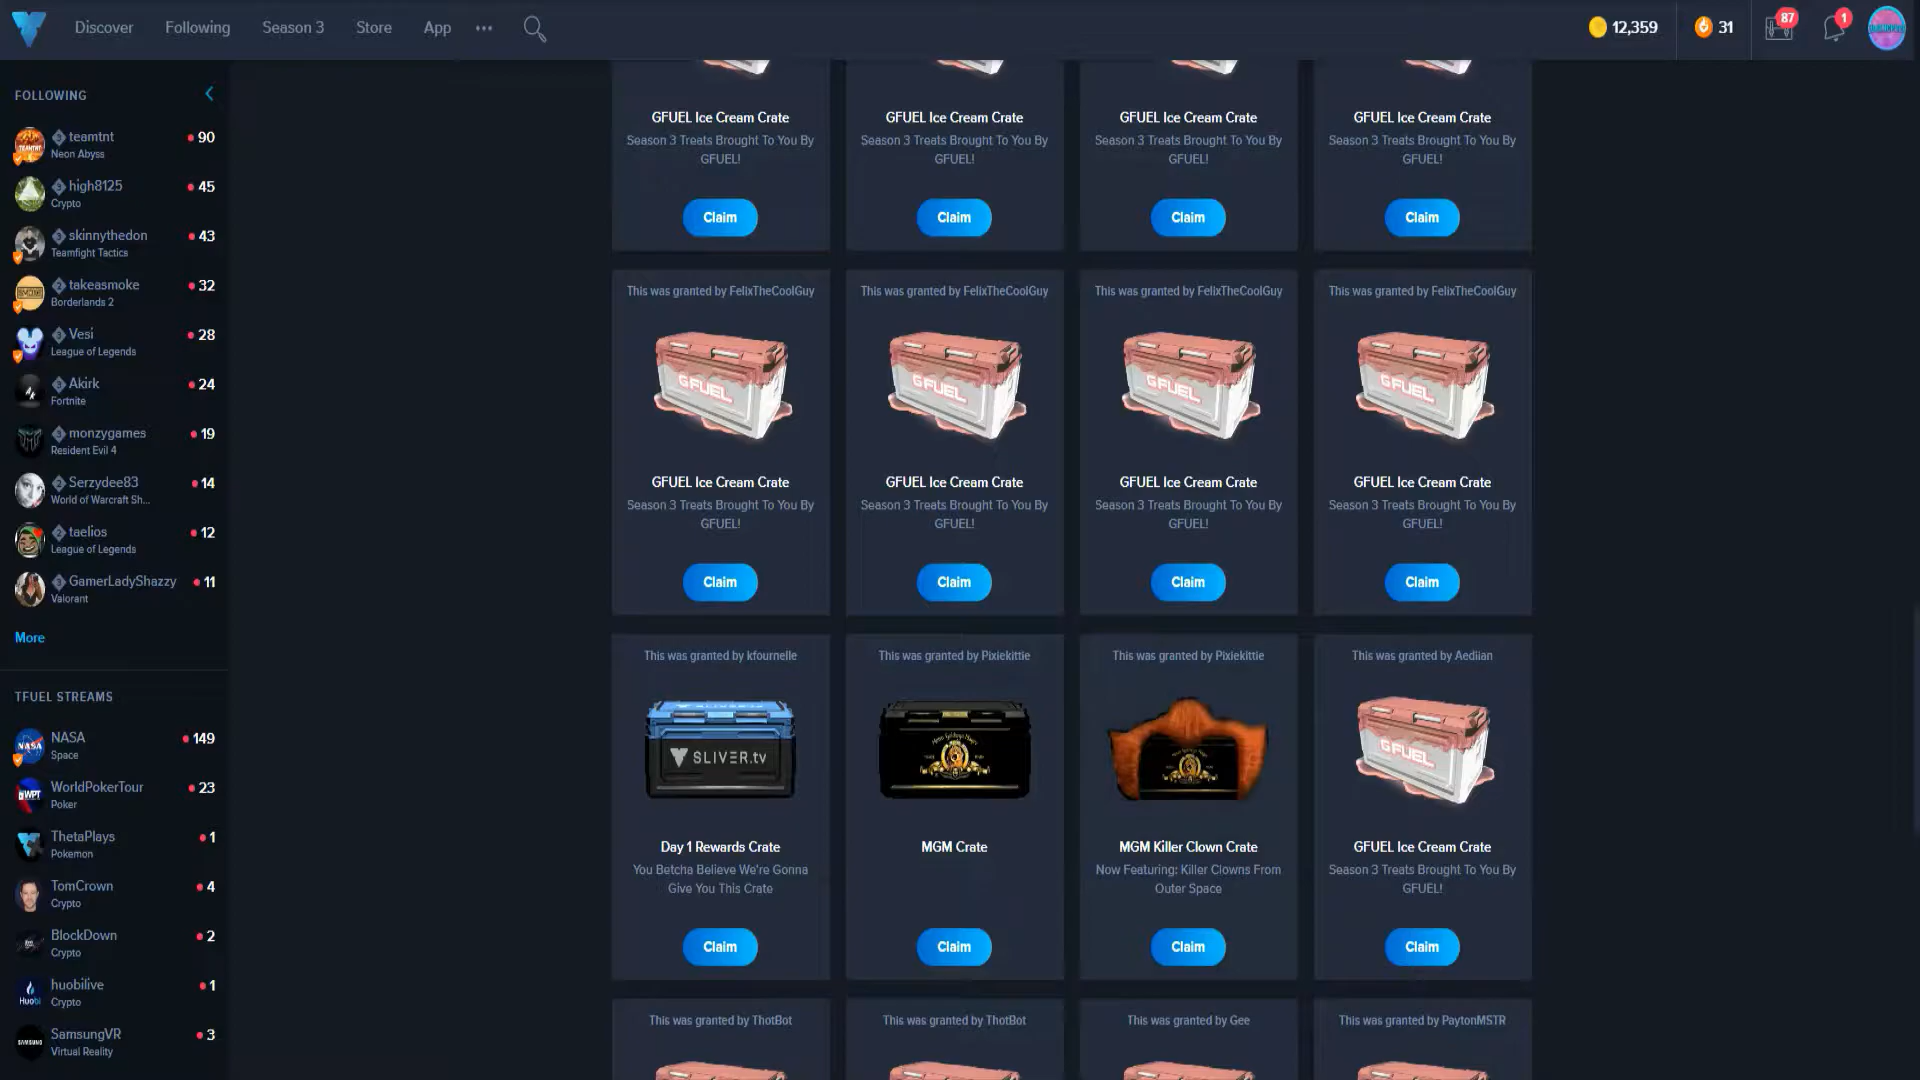 Discover
Following
Season 3
Store
App
12,359
31
87
1
FOLLOWING
teamtnt
90
Neon Abyss
high8125
45
Crypto
skinnythedon
43
Teamfight Tactics
takeasmoke
32
Borderlands 2
Vesi
28
League of Legends
Akirk
24
Fortnite
monzygames
19
Resident Evil 4
Serzydee83
14
World of Warcraft Sh...
taelios
12
League of Legends
GamerLadyShazzy
11
Valorant
More
TFUEL STREAMS
NASA
149
Space
WorldPokerTour
23
Poker
ThetaPlays
1
Pokemon
TomCrown
4
Crypto
BlockDown
2
Crypto
huobilive
1
Crypto
SamsungVR
3
Virtual Reality
GFUEL Ice Cream Crate
Season 3 Treats Brought To You By
GFUEL!
Claim
GFUEL Ice Cream Crate
Season 3 Treats Brought To You By
GFUEL!
Claim
GFUEL Ice Cream Crate
Season 3 Treats Brought To You By
GFUEL!
Claim
GFUEL Ice Cream Crate
Season 3 Treats Brought To You By
GFUEL!
Claim
This was granted by FelixTheCoolGuy
GFUEL
GFUEL Ice Cream Crate
Season 3 Treats Brought To You By
GFUEL!
Claim
This was granted by FelixTheCoolGuy
GFUEL
GFUEL Ice Cream Crate
Season 3 Treats Brought To You By
GFUEL!
Claim
This was granted by FelixTheCoolGuy
GFUEL
GFUEL Ice Cream Crate
Season 3 Treats Brought To You By
GFUEL!
Claim
This was granted by FelixTheCoolGuy
GFUEL
GFUEL Ice Cream Crate
Season 3 Treats Brought To You By
GFUEL!
Claim
This was granted by kfournelle
SLIVER.tv
Day 1 Rewards Crate
You Betcha Believe We're Gonna
Give You This Crate
Claim
This was granted by Pixiekittie
MGM Crate
Claim
This was granted by Pixiekittie
MGM Killer Clown Crate
Now Featuring: Killer Clowns From
Outer Space
Claim
This was granted by Aediian
GFUEL
GFUEL Ice Cream Crate
Season 3 Treats Brought To You By
GFUEL!
Claim
This was granted by ThotBot
This was granted by ThotBot
This was granted by Gee
This was granted by PaytonMSTR